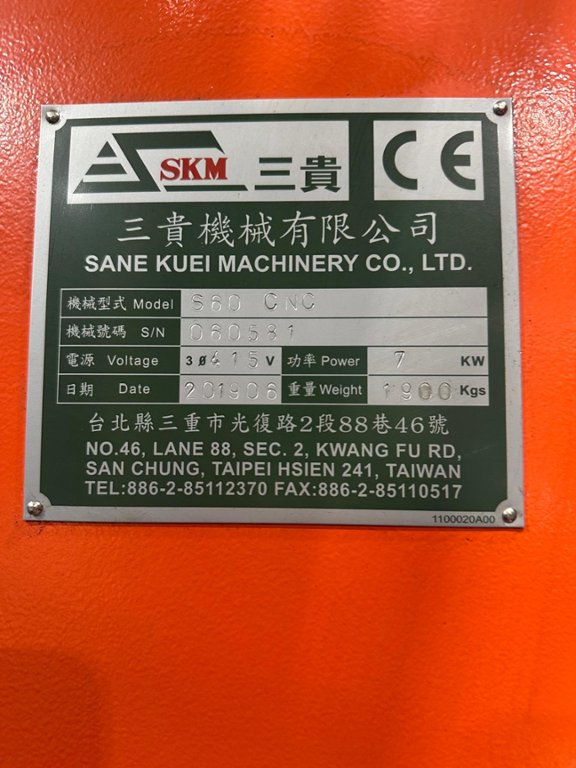 SKM 三貴 CE
三貴機械有限公司
SANE KUEI MACHINERY CO., LTD.
機械型式 Model S60 CNC
機械號碼 S/N 060581
電源 Voltage 3ø415V 功率 Power 7 KW
日期 Date 201906 重量 Weight 1900 Kgs
台北縣三重市光復路2段88巷46號
NO.46, LANE 88, SEC. 2, KWANG FU RD,
SAN CHUNG, TAIPEI HSIEN 241, TAIWAN
TEL:886-2-85112370 FAX:886-2-85110517
1100020A00